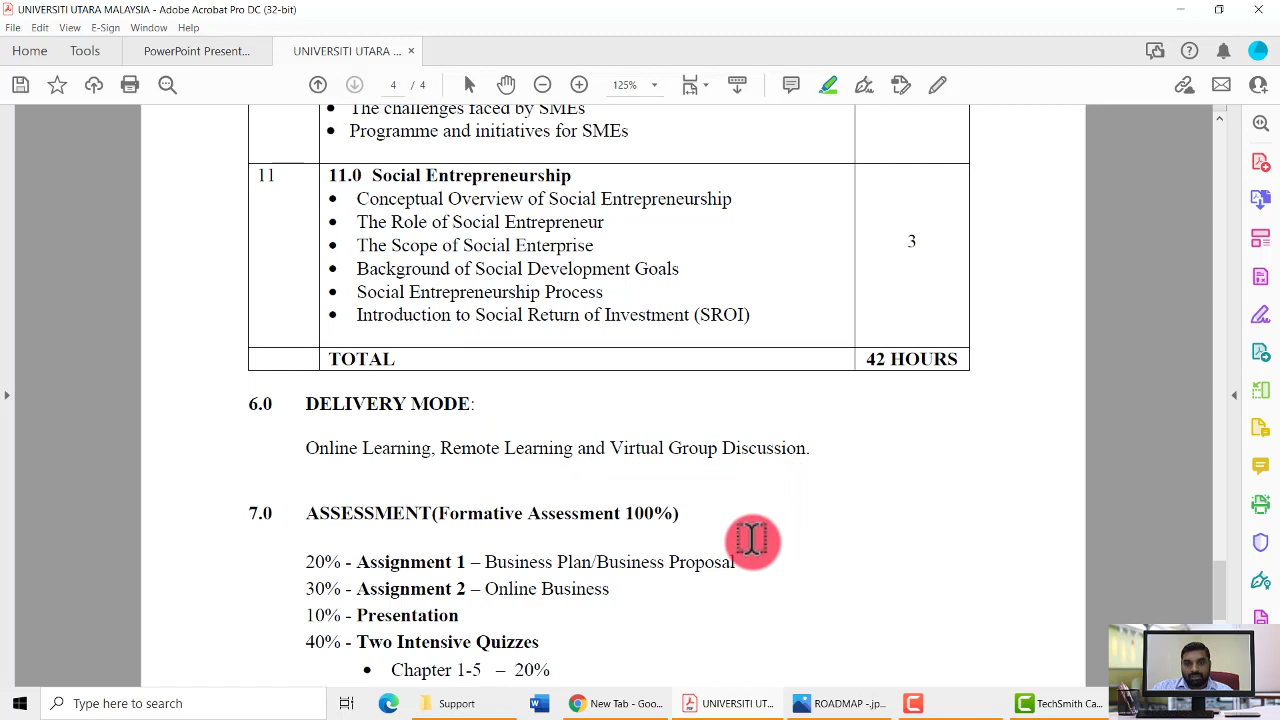 UNIVERSITI UTARA MALAYSIA - Adobe Acrobat Pro DC (32-bit)
File Edit View E-Sign Window Help
Home Tools PowerPoint Present... UNIVERSITI UTARA ... ×
4 / 4 125%
• The challenges faced by SMEs
• Programme and initiatives for SMEs
11 11.0 Social Entrepreneurship
• Conceptual Overview of Social Entrepreneurship
• The Role of Social Entrepreneur
• The Scope of Social Enterprise
• Background of Social Development Goals
• Social Entrepreneurship Process
• Introduction to Social Return of Investment (SROI)
3
TOTAL 42 HOURS
6.0 DELIVERY MODE:
Online Learning, Remote Learning and Virtual Group Discussion.
7.0 ASSESSMENT(Formative Assessment 100%)
20% - Assignment 1 – Business Plan/Business Proposal
30% - Assignment 2 – Online Business
10% - Presentation
40% - Two Intensive Quizzes
• Chapter 1-5 – 20%
Type here to search New Tab - Goo... UNIVERSITI UT... ROADMAP -.jp... TechSmith Ca...